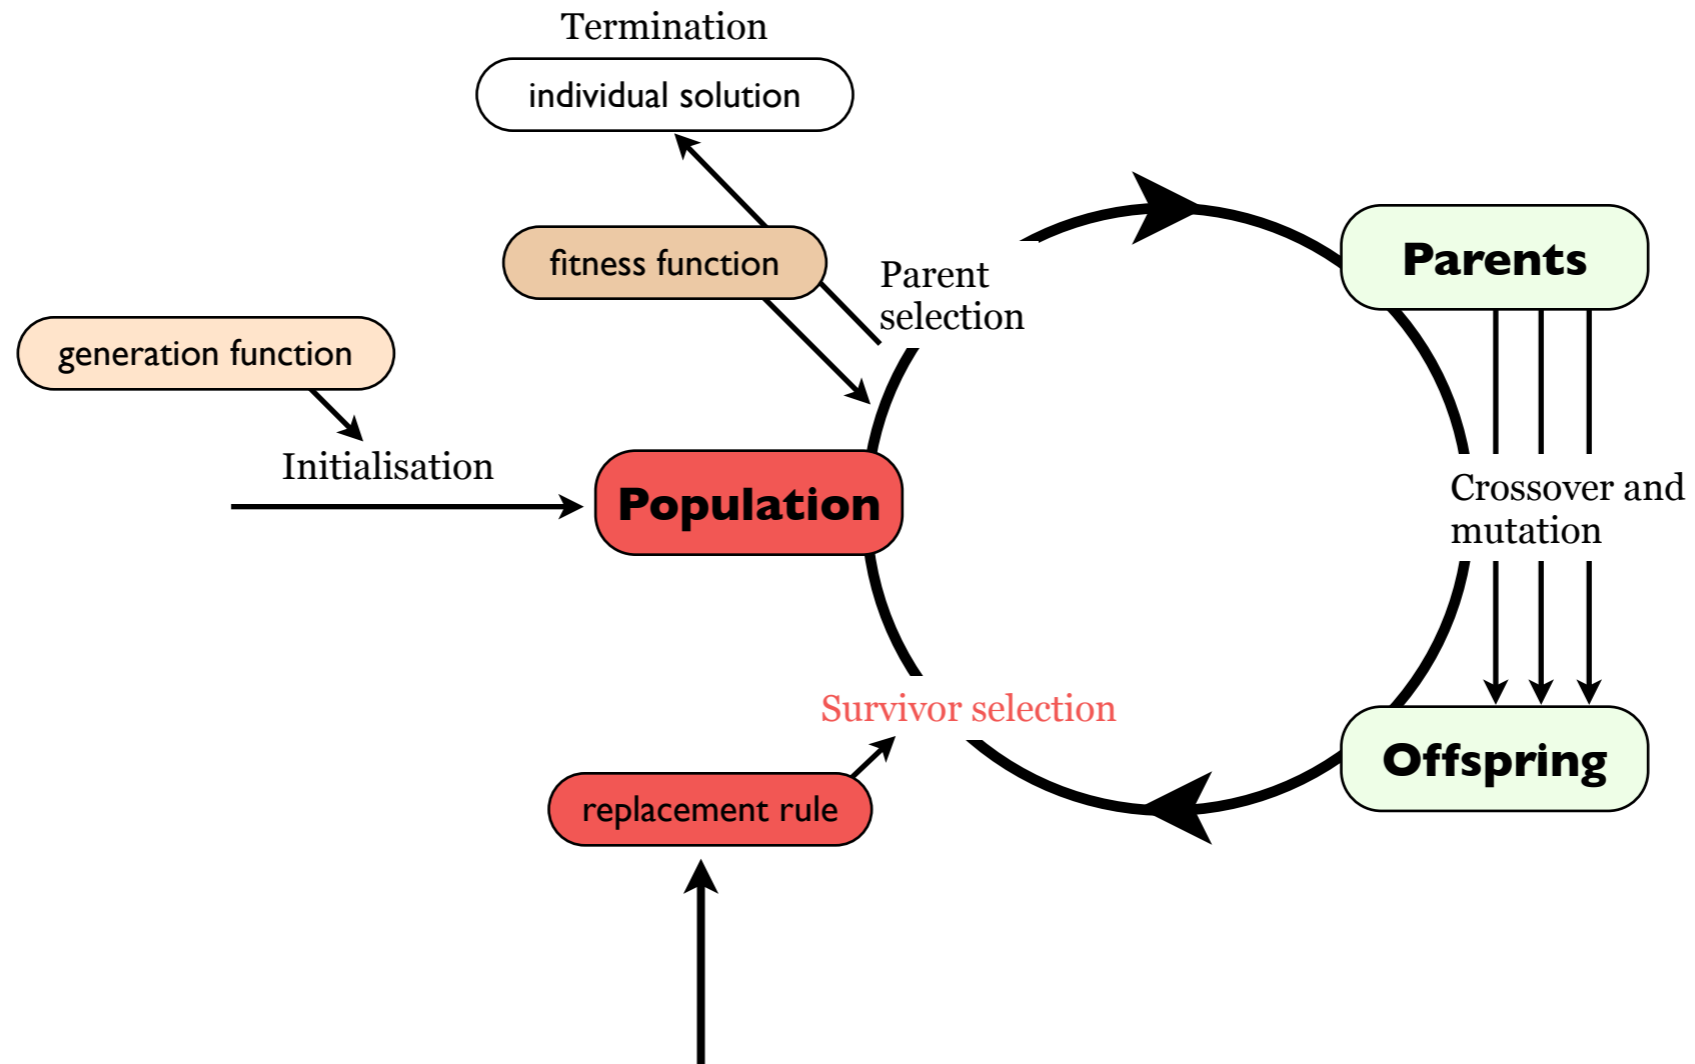 Termination
individual solution
fitness function
Parent
selection
Parents
generation function
Initialisation
Population
Crossover and
mutation
Survivor selection
Offspring
replacement rule